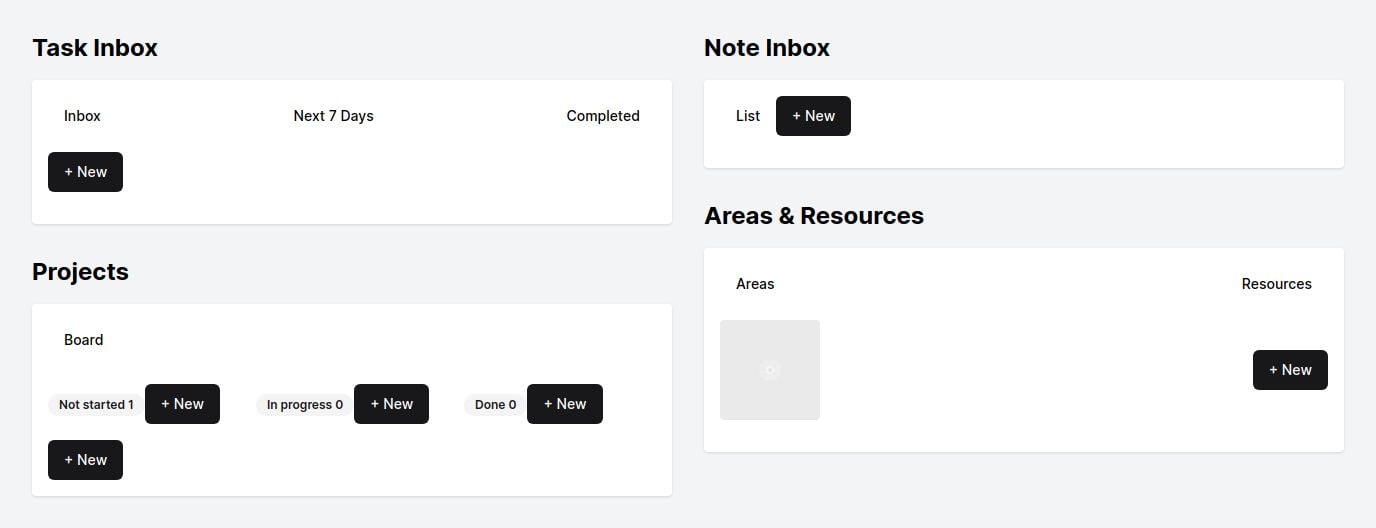 Task Inbox
Inbox Next 7 Days Completed
+ New
Projects
Board
Not started 1 + New In progress 0 + New Done 0 + New
+ New
Note Inbox
List + New
Areas & Resources
Areas Resources
+ New